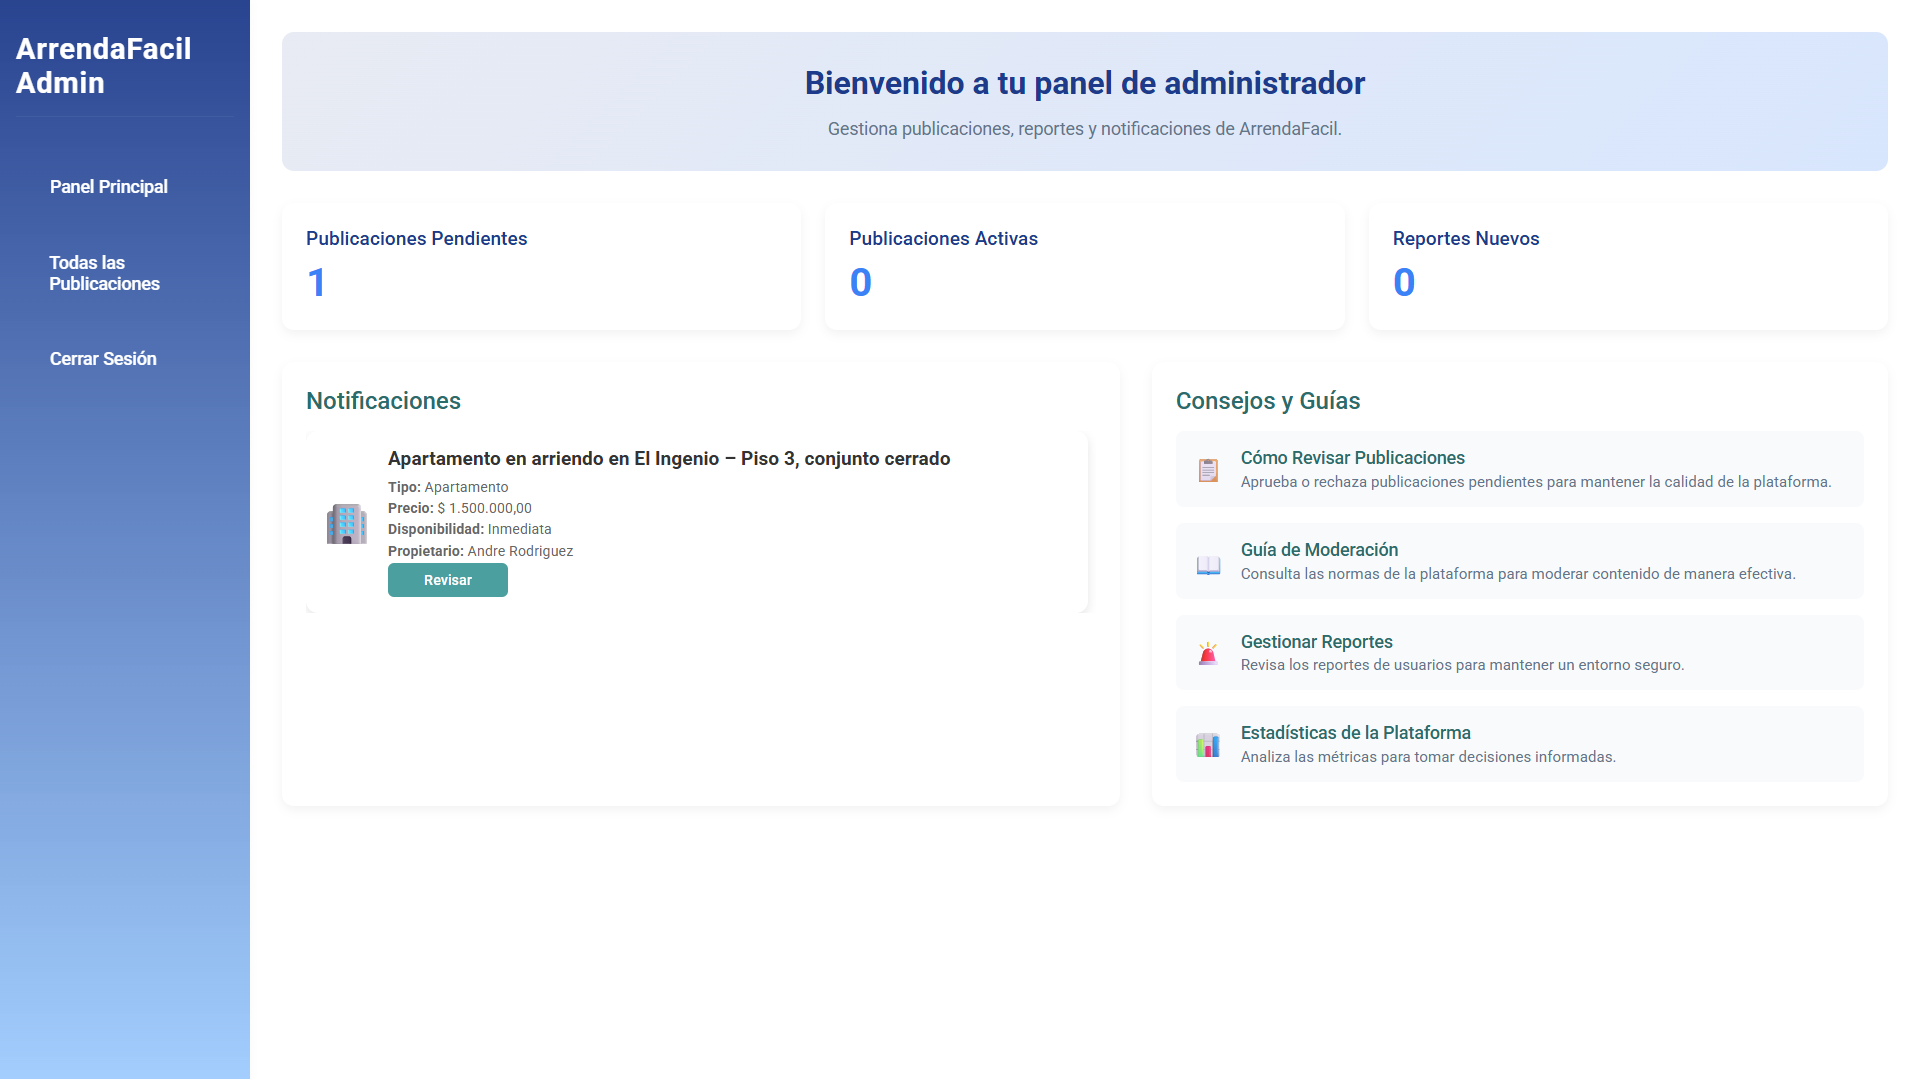 ArrendaFacil
Admin
Panel Principal
Todas las
Publicaciones
Cerrar Sesión
Bienvenido a tu panel de administrador
Gestiona publicaciones, reportes y notificaciones de ArrendaFacil.
Publicaciones Pendientes
1
Publicaciones Activas
0
Reportes Nuevos
0
Notificaciones
Apartamento en arriendo en El Ingenio – Piso 3, conjunto cerrado
Tipo: Apartamento
Precio: $ 1.500.000,00
Disponibilidad: Inmediata
Propietario: Andre Rodriguez
Revisar
Consejos y Guías
Cómo Revisar Publicaciones
Aprueba o rechaza publicaciones pendientes para mantener la calidad de la plataforma.
Guía de Moderación
Consulta las normas de la plataforma para moderar contenido de manera efectiva.
Gestionar Reportes
Revisa los reportes de usuarios para mantener un entorno seguro.
Estadísticas de la Plataforma
Analiza las métricas para tomar decisiones informadas.